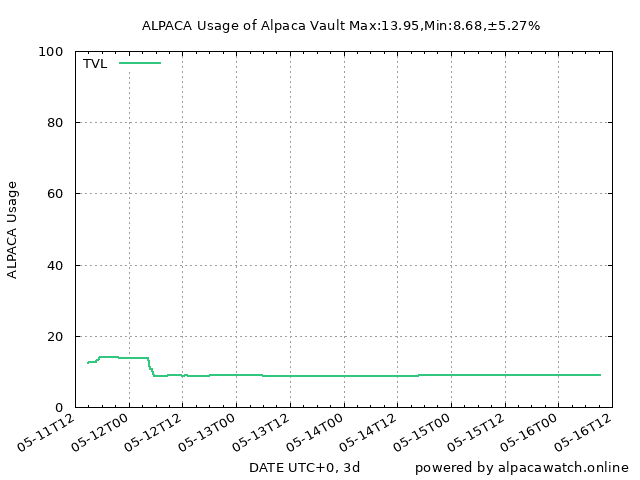 ALPACA Usage of Alpaca Vault Max:13.95,Min:8.68,±5.27%
TVL
ALPACA Usage
100
80
60
40
20
0
05-11T12
05-12T00
05-12T12
05-13T00
05-13T12
05-14T00
05-14T12
05-15T00
05-15T12
05-16T00
05-16T12
DATE UTC+0, 3d
powered by alpacawatch.online